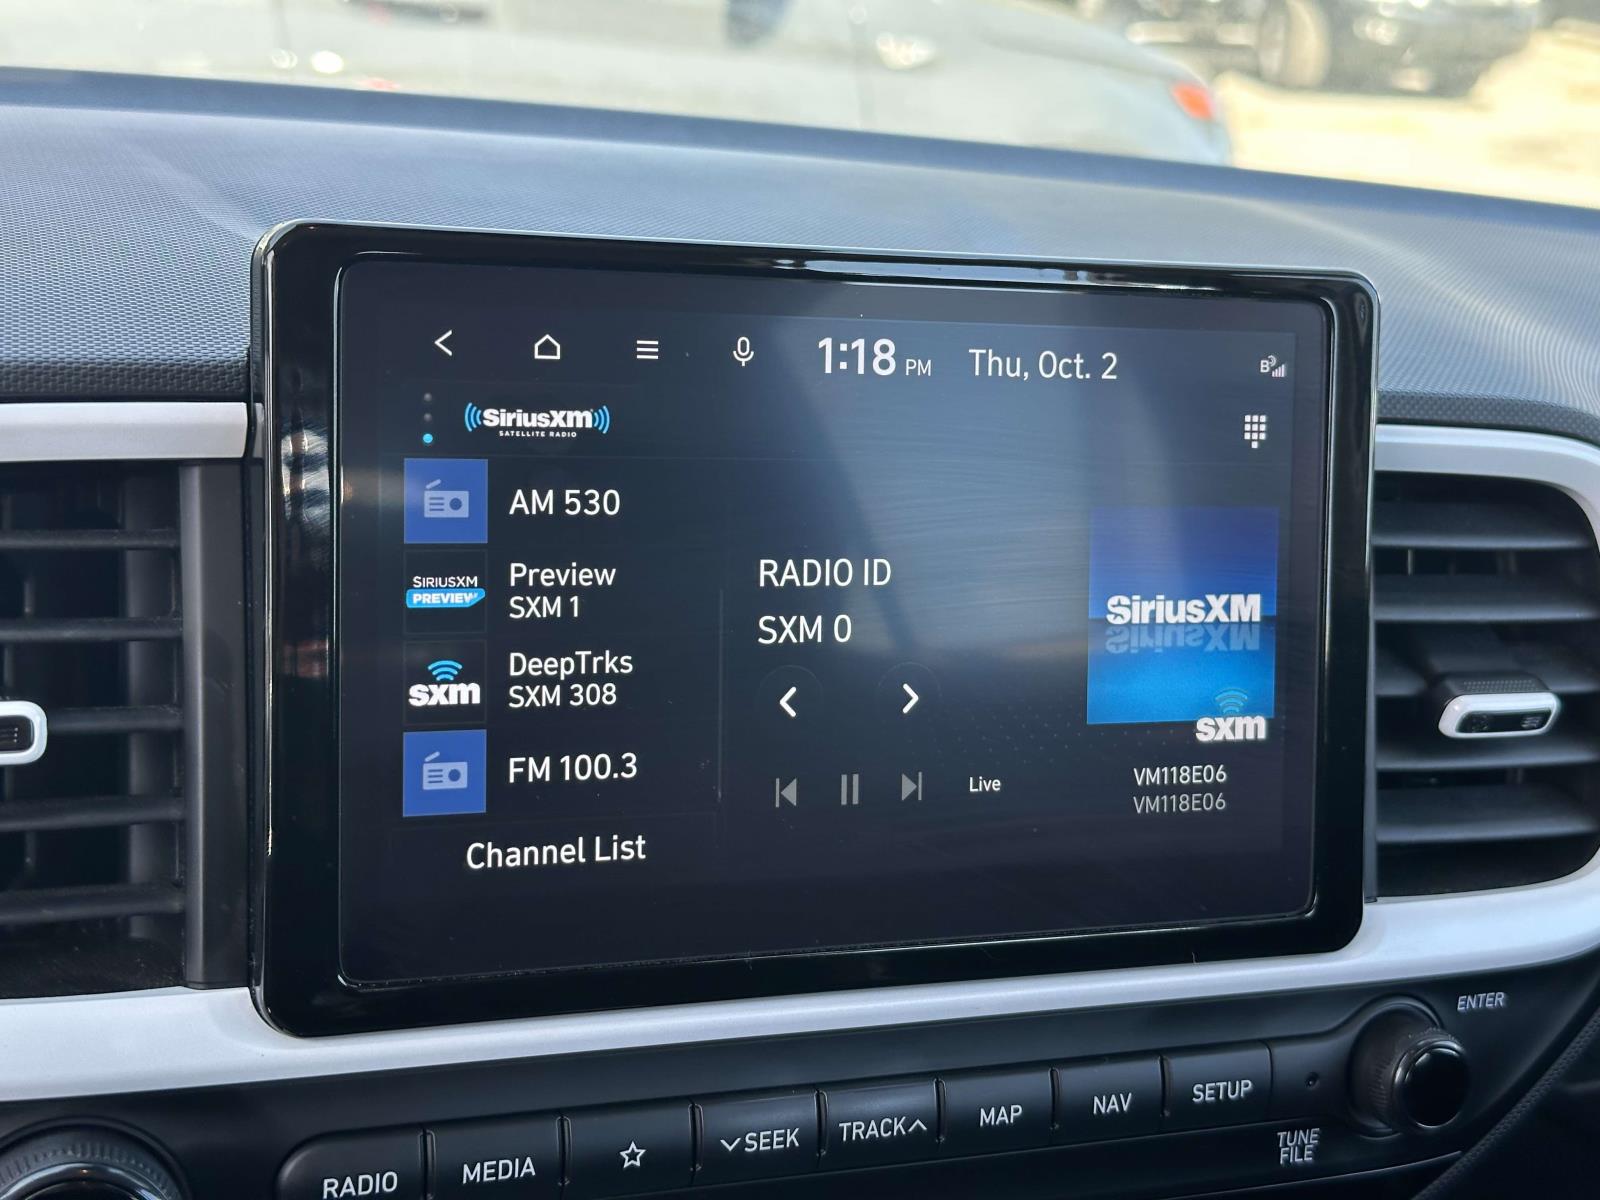 1:18 PM Thu, Oct. 2
B
SiriusXM
SATELLITE RADIO
AM 530
SIRIUSXM
PREVIEW
Preview
SXM 1
sxm
DeepTrks
SXM 308
FM 100.3
Channel List
RADIO ID
SXM 0
Live
SiriusXM
sxm
VM118E06
VM118E06
RADIO
MEDIA
SEEK
TRACK
MAP
NAV
SETUP
ENTER
TUNE
FILE